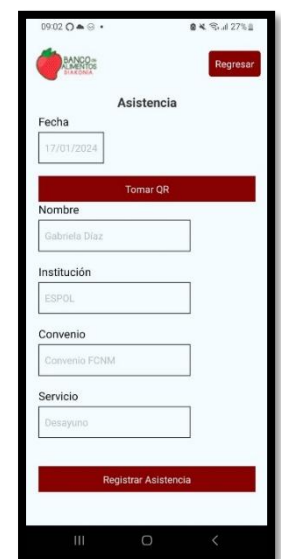 09:02
27%
BANCO DE
ALIMENTOS
DIAKONÍA
Regresar
Asistencia
Fecha
17/01/2024
Tomar QR
Nombre
Gabriela Díaz
Institución
ESPOL
Convenio
Convenio FCNM
Servicio
Desayuno
Registrar Asistencia